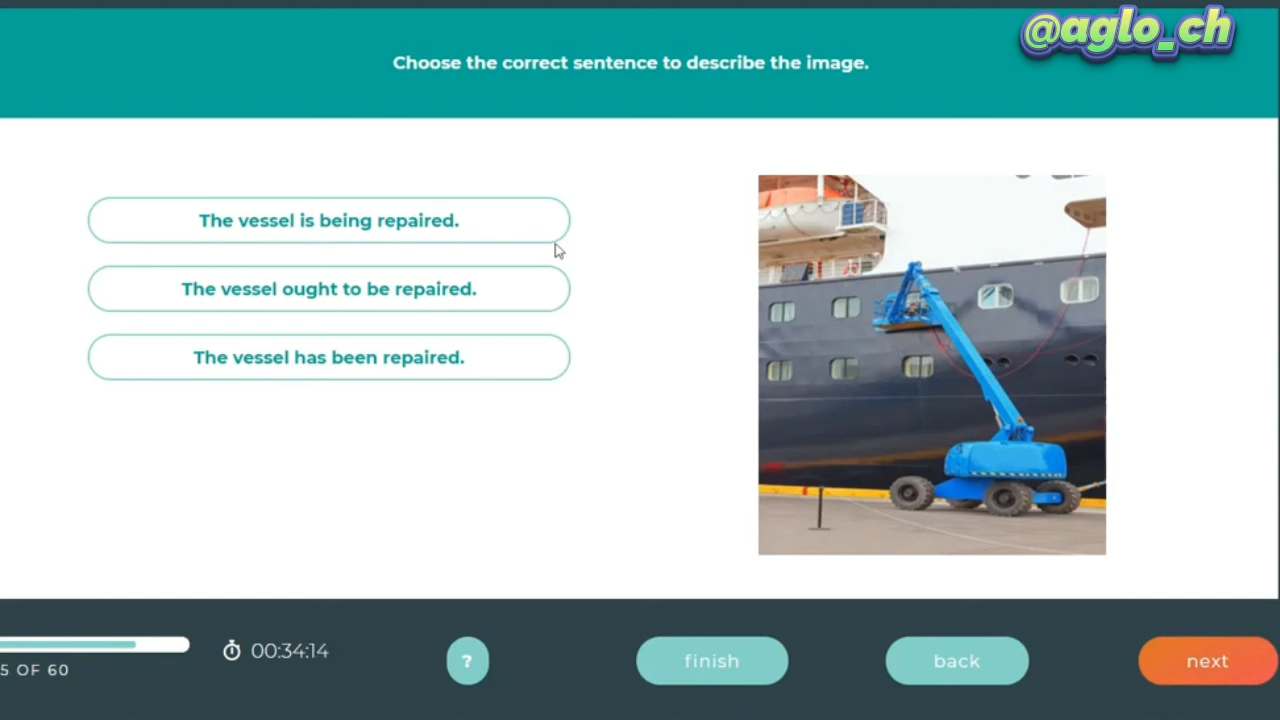 @aglo_ch
Choose the correct sentence to describe the image.
The vessel is being repaired.
The vessel ought to be repaired.
The vessel has been repaired.
00:34:14
5 OF 60
?
finish
back
next